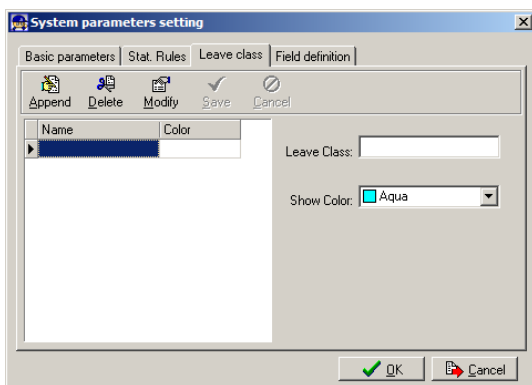 System parameters setting
Basic parameters Stat. Rules Leave class Field definition
Append Delete Modify Save Cancel
Name Color
Leave Class:
Show Color: Aqua
OK Cancel